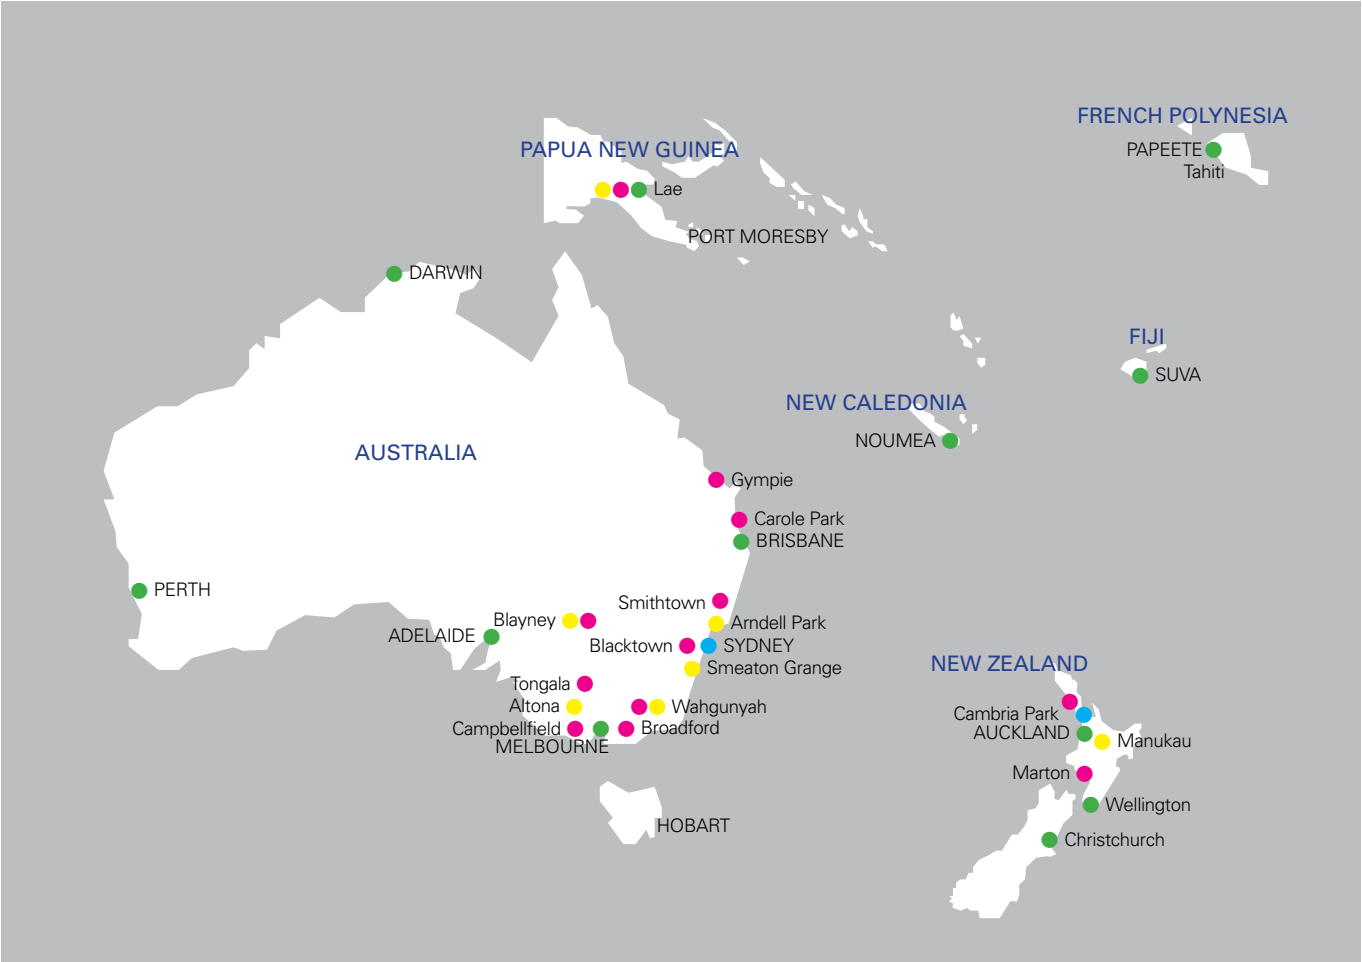 FRENCH POLYNESIA
PAPEETE
Tahiti
PAPUA NEW GUINEA
Lae
PORT MORESBY
DARWIN
FIJI
SUVA
NEW CALEDONIA
NOUMEA
AUSTRALIA
Gympie
Carole Park
BRISBANE
PERTH
Smithtown
Blayney
Arndell Park
ADELAIDE
Blacktown
SYDNEY
Smeaton Grange
Tongala
Altona
Wahgunyah
Campbellfield
Broadford
MELBOURNE
HOBART
NEW ZEALAND
Cambria Park
AUCKLAND
Manukau
Marton
Wellington
Christchurch